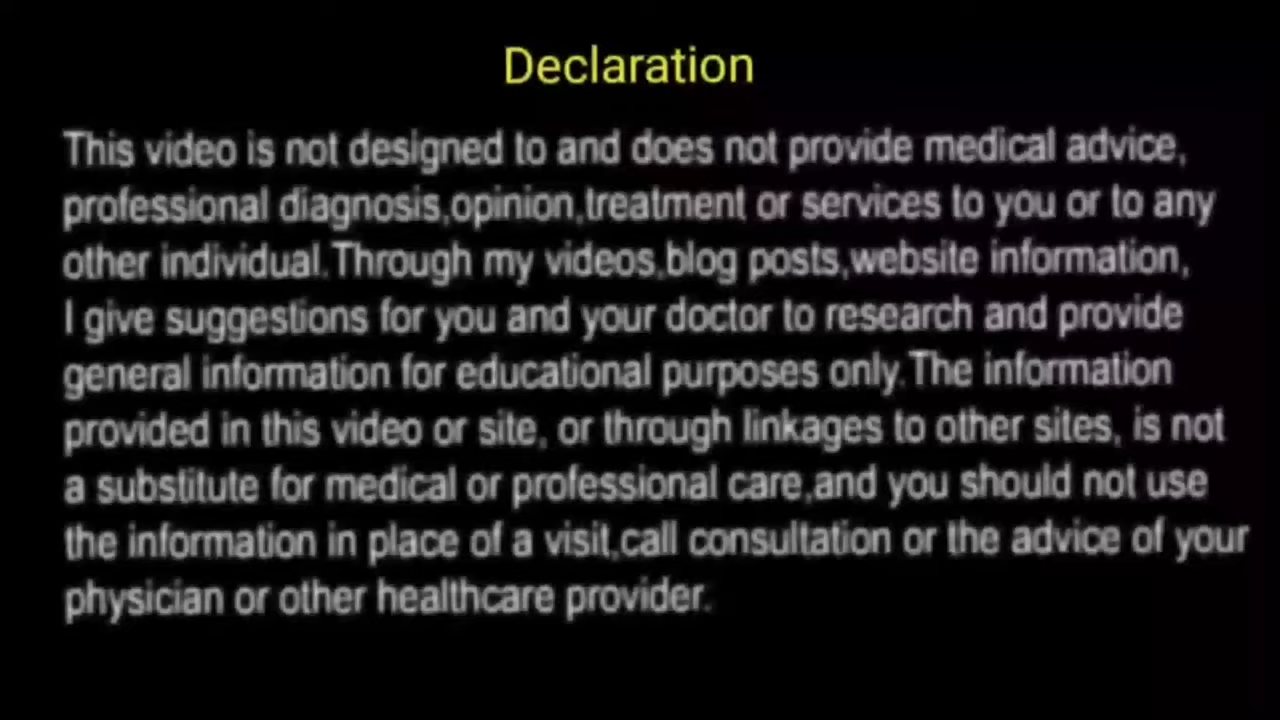 Declaration
This video is not designed to and does not provide medical advice,
professional diagnosis,opinion,treatment or services to you or to any
other individual.Through my videos,blog posts,website information,
I give suggestions for you and your doctor to research and provide
general information for educational purposes only.The information
provided in this video or site, or through linkages to other sites, is not
a substitute for medical or professional care,and you should not use
the information in place of a visit,call consultation or the advice of your
physician or other healthcare provider.